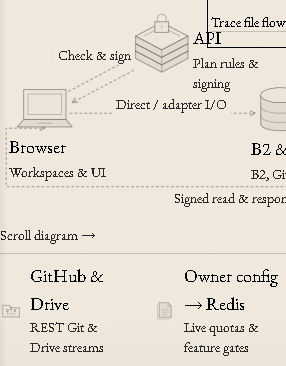 Trace file flow
API
Check & sign
Plan rules &
signing
Direct / adapter I/O
Browser
B2 &
Workspaces & UI
B2, Gi
Signed read & respon
Scroll diagram →
GitHub &
Drive
REST Git &
Drive streams
Owner config
→ Redis
Live quotas &
feature gates